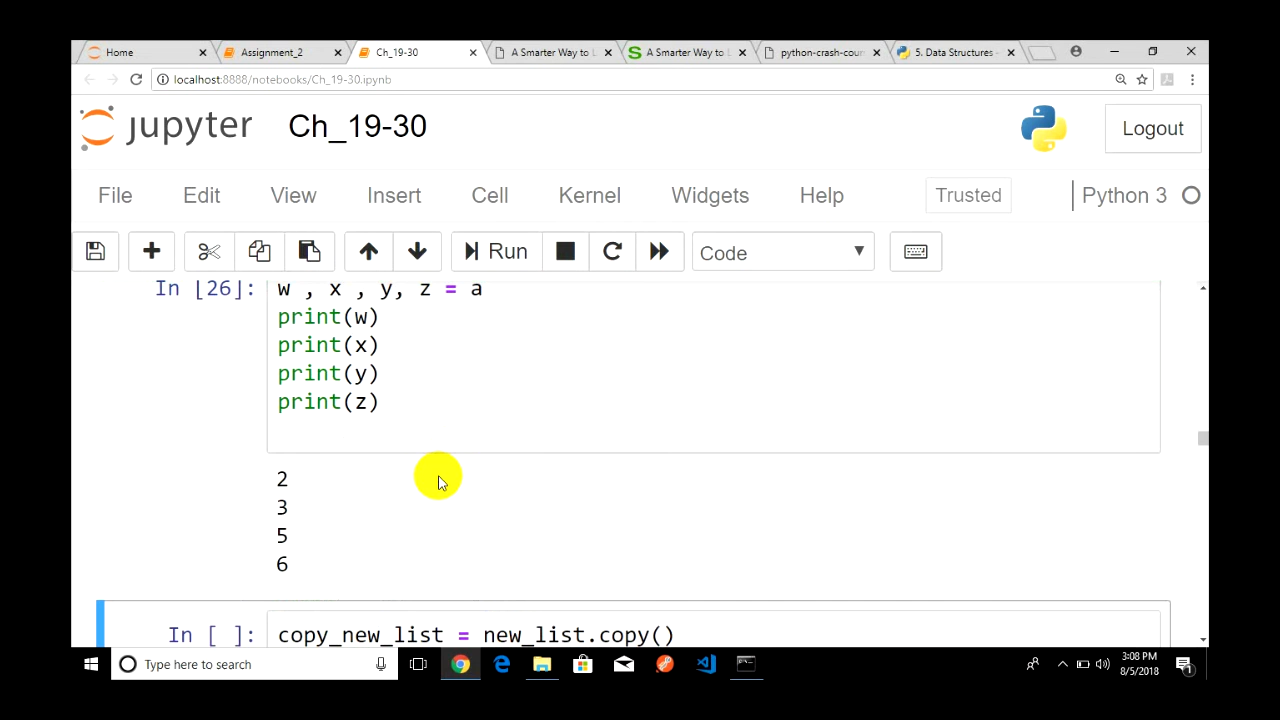 Home
Assignment_2
Ch_19-30
A Smarter Way to L
A Smarter Way to L
python-crash-cour
5. Data Structures -
localhost:8888/notebooks/Ch_19-30.ipynb
jupyter Ch_19-30
Logout
File Edit View Insert Cell Kernel Widgets Help Trusted Python 3
Run Code
In [26]: w , x , y, z = a
print(w)
print(x)
print(y)
print(z)
2
3
5
6
In [ ]: copy_new_list = new_list.copy()
Type here to search
3:08 PM
8/5/2018
1